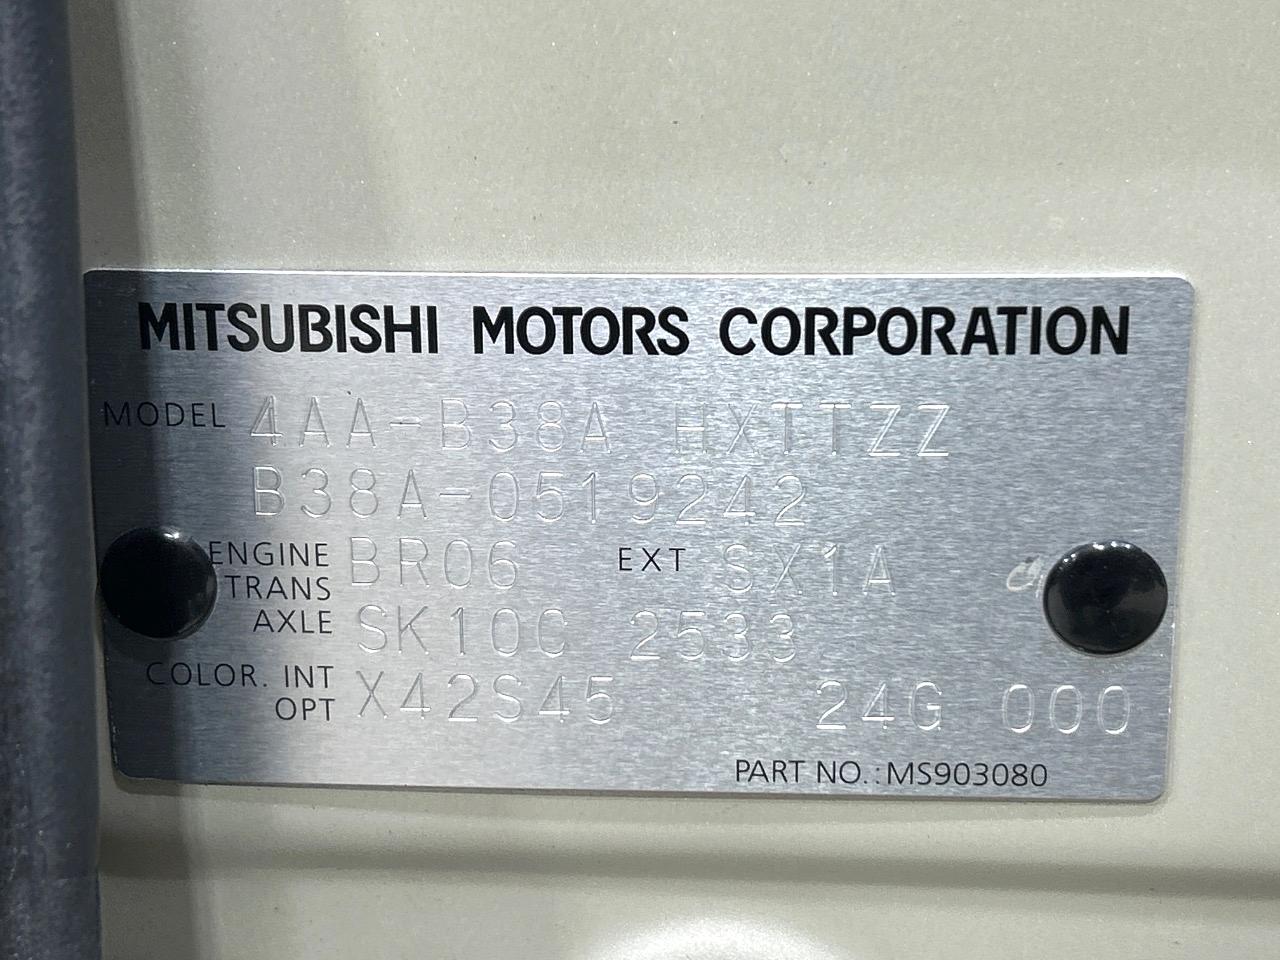 MITSUBISHI MOTORS CORPORATION
MODEL 4AA-B38A HXTTZZ
B38A-0519242
ENGINE BR06 EXT SX1A
TRANS
AXLE SK10C 2533
COLOR. INT
OPT X42S45 24G 000
PART NO.:MS903080